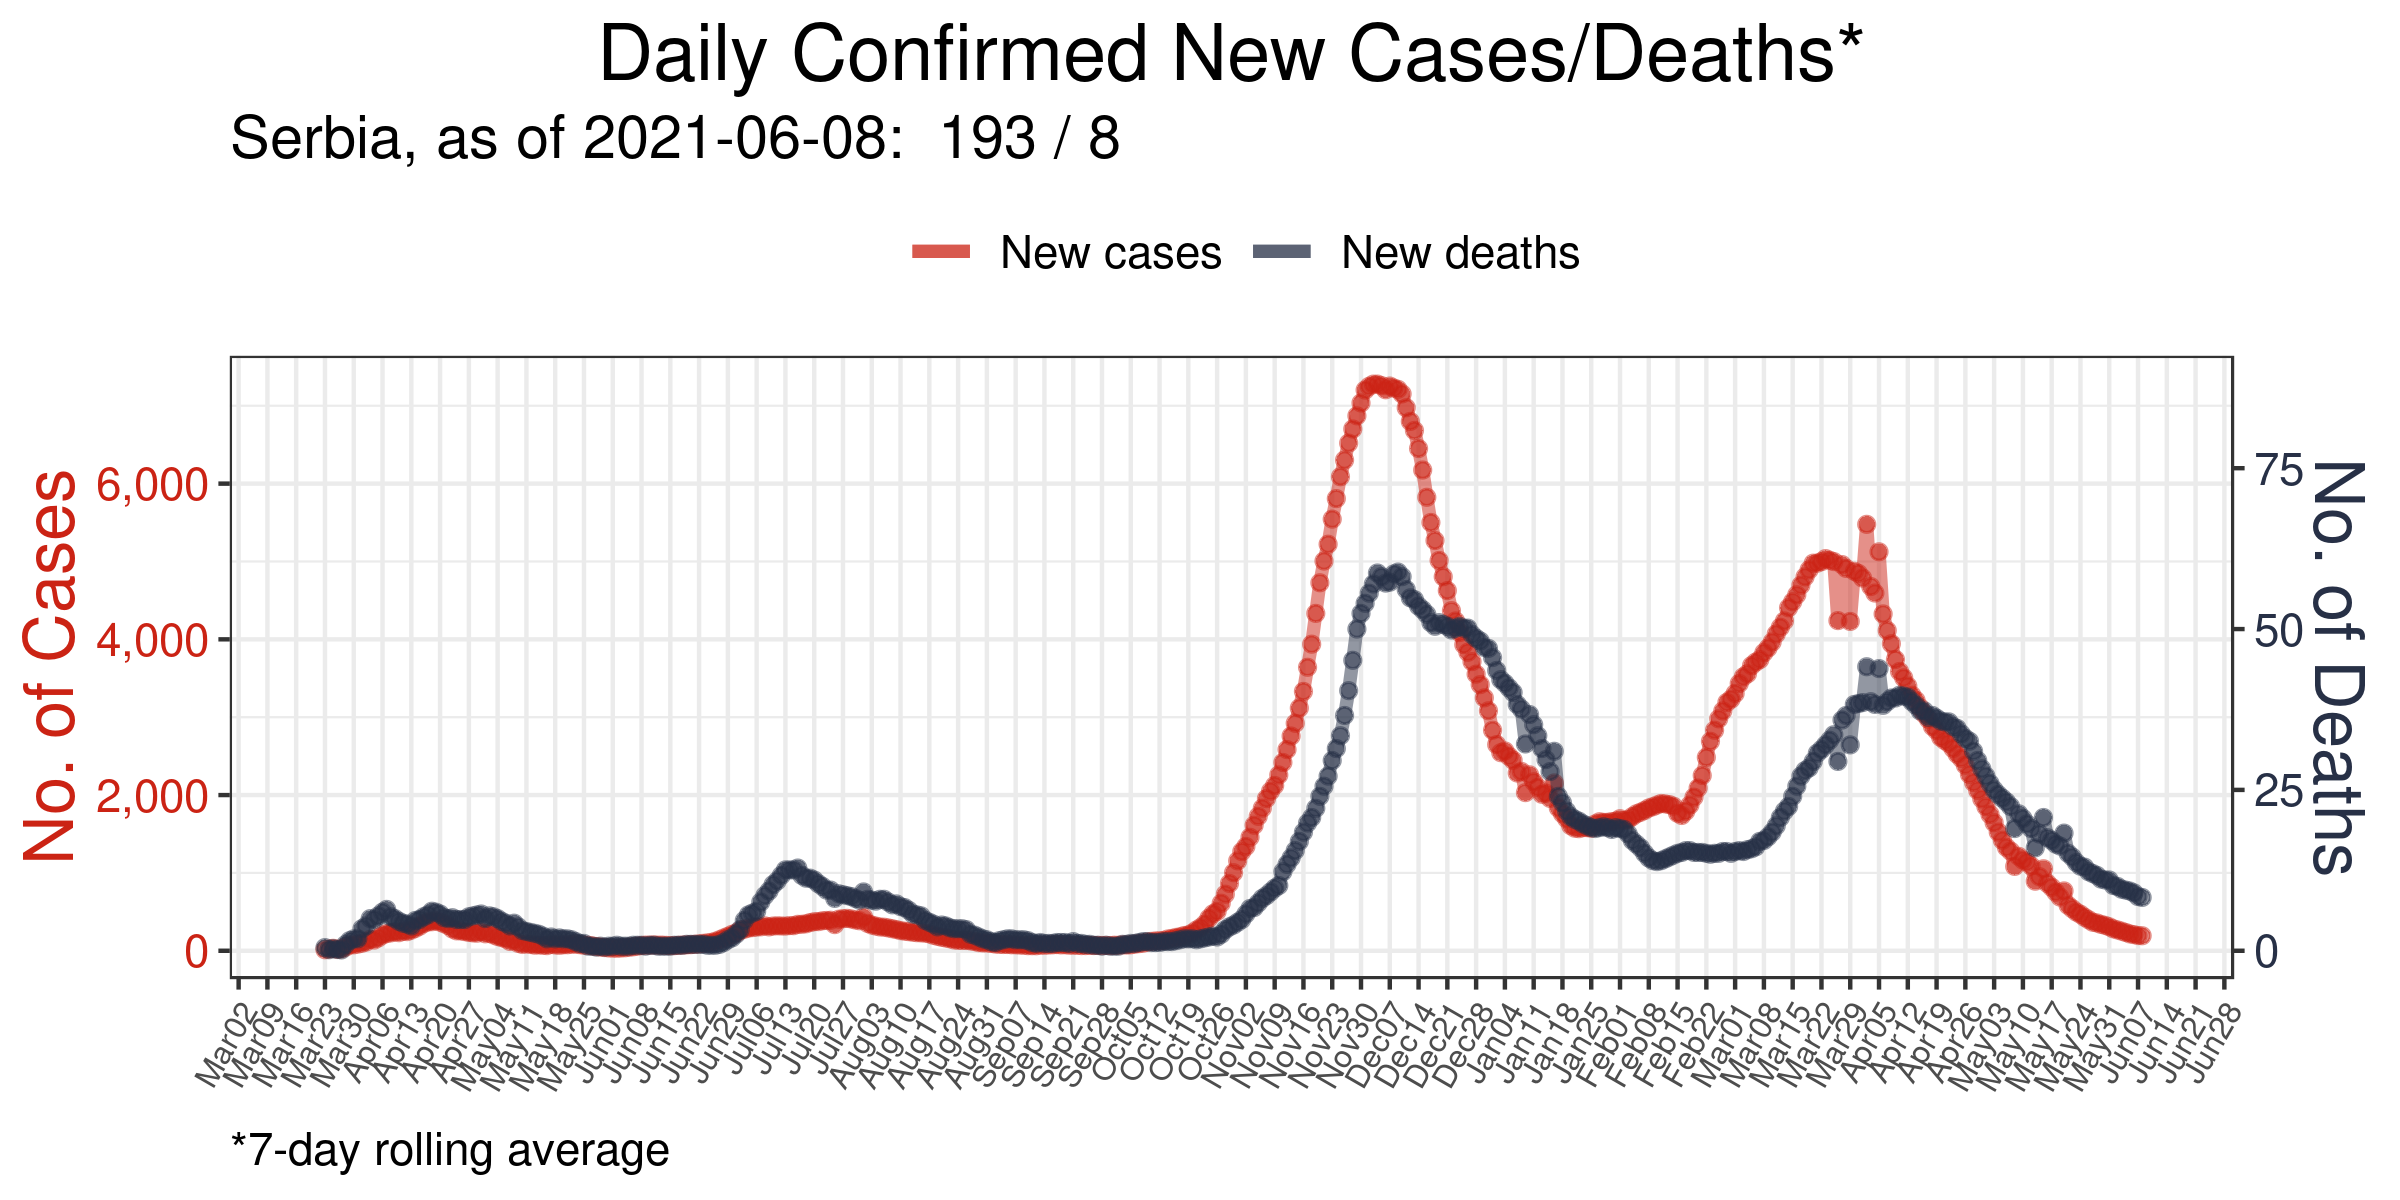 Daily Confirmed New Cases/Deaths*
Serbia, as of 2021-06-08:  193 / 8
New cases
New deaths
No. of Cases
6,000
4,000
2,000
0
75
50
25
0
No. of Deaths
Mar02
Mar09
Mar16
Mar23
Mar30
Apr06
Apr13
Apr20
Apr27
May04
May11
May18
May25
Jun01
Jun08
Jun15
Jun22
Jun29
Jul06
Jul13
Jul20
Jul27
Aug03
Aug10
Aug17
Aug24
Aug31
Sep07
Sep14
Sep21
Sep28
Oct05
Oct12
Oct19
Oct26
Nov02
Nov09
Nov16
Nov23
Nov30
Dec07
Dec14
Dec21
Dec28
Jan04
Jan11
Jan18
Jan25
Feb01
Feb08
Feb15
Feb22
Mar01
Mar08
Mar15
Mar22
Mar29
Apr05
Apr12
Apr19
Apr26
May03
May10
May17
May24
May31
Jun07
Jun14
Jun21
Jun28
*7-day rolling average